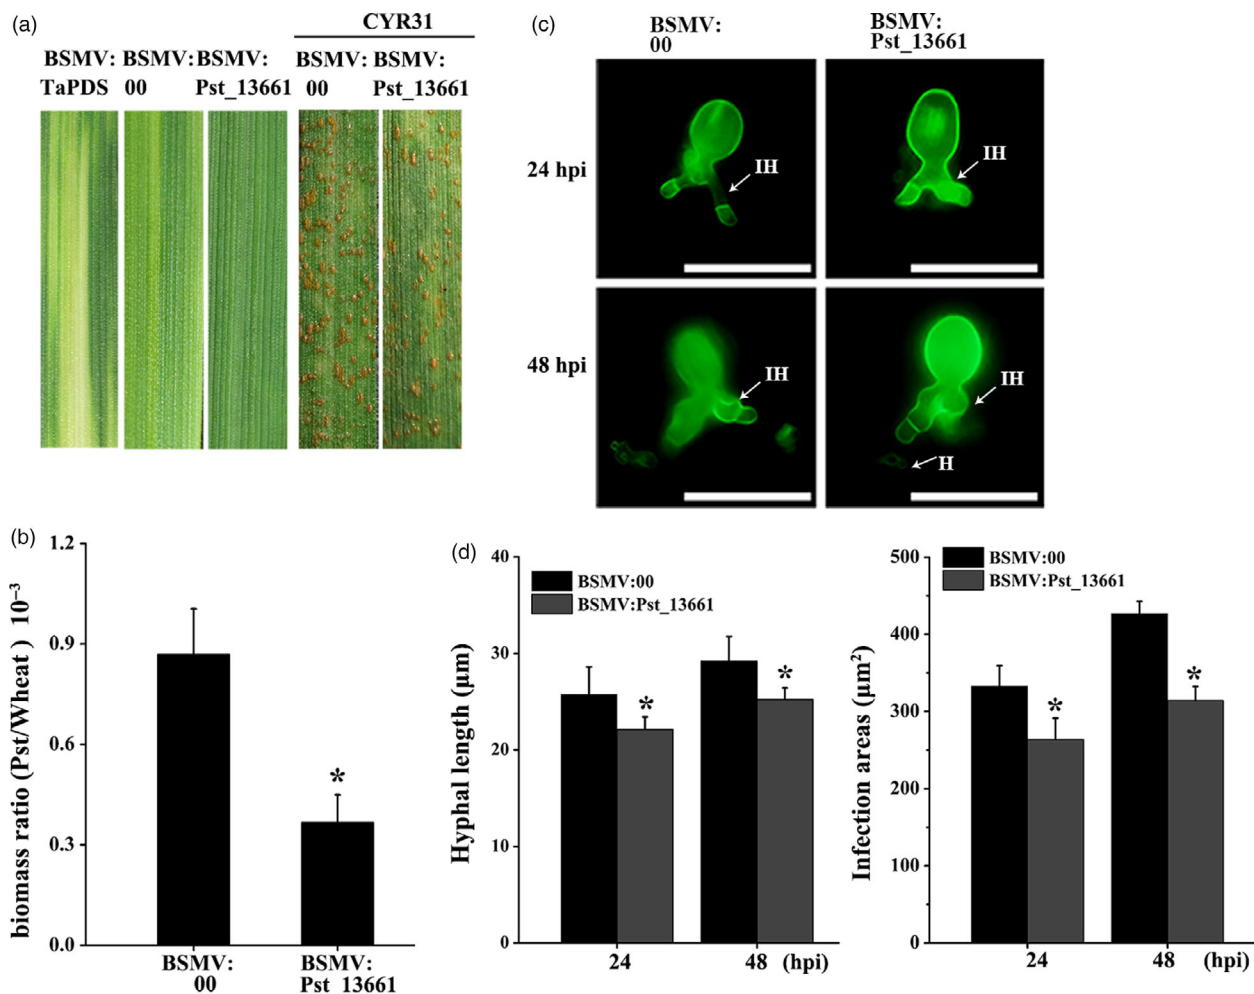 (a)
CYR31
BSMV: BSMV: BSMV: BSMV: BSMV:
TaPDS 00 Pst_13661 00 Pst_13661
(c)
BSMV: BSMV:
00 Pst_13661
24 hpi
IH
IH
48 hpi
IH
IH
H
(b)
biomass ratio (Pst/Wheat ) 10⁻³
1.2
0.9
0.6
0.3
0.0
*
BSMV: BSMV:
00 Pst_13661
(d)
Hyphal length (μm)
40
30
20
10
0
BSMV:00
BSMV:Pst_13661
*
*
24 48 (hpi)
Infection areas (μm²)
500
400
300
200
100
0
BSMV:00
BSMV:Pst_13661
*
*
24 48 (hpi)